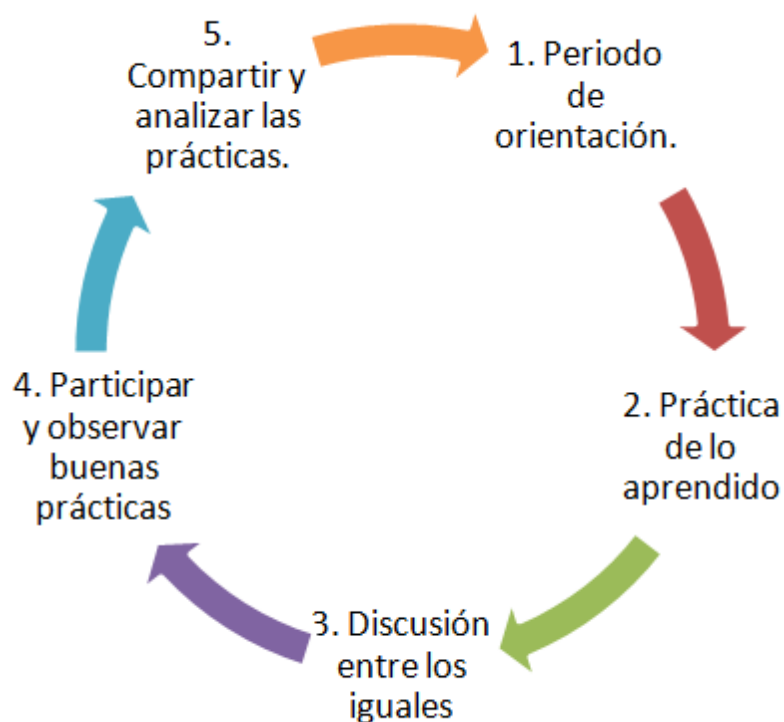 1. Periodo
de
orientación.
2. Práctica
de lo
aprendido
3. Discusión
entre los
iguales
4. Participar
y observar
buenas
prácticas
5.
Compartir y
analizar las
prácticas.